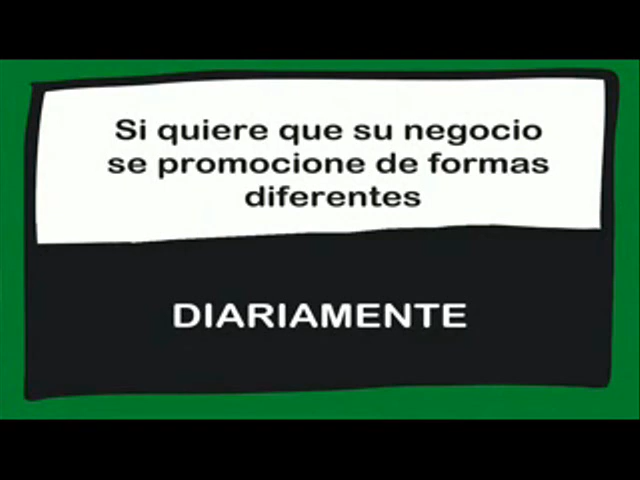 Si quiere que su negocio
se promocione de formas
diferentes
DIARIAMENTE